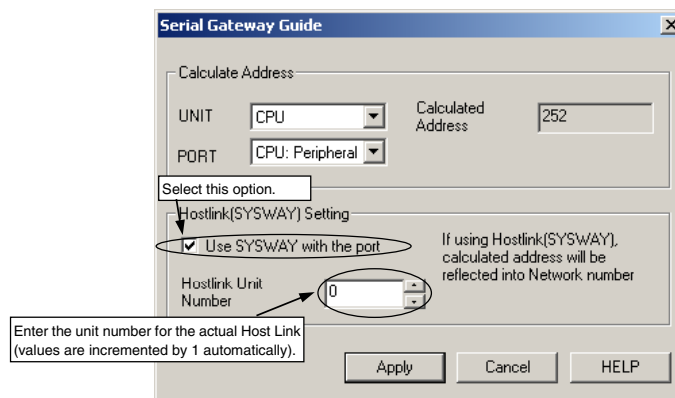 Serial Gateway Guide
Calculate Address
UNIT
CPU
Calculated
Address
252
PORT
CPU: Peripheral
Select this option.
Hostlink(SYSWAY) Setting
Use SYSWAY with the port
If using Hostlink(SYSWAY),
calculated address will be
reflected into Network number
Hostlink Unit
Number
0
Enter the unit number for the actual Host Link
(values are incremented by 1 automatically).
Apply
Cancel
HELP